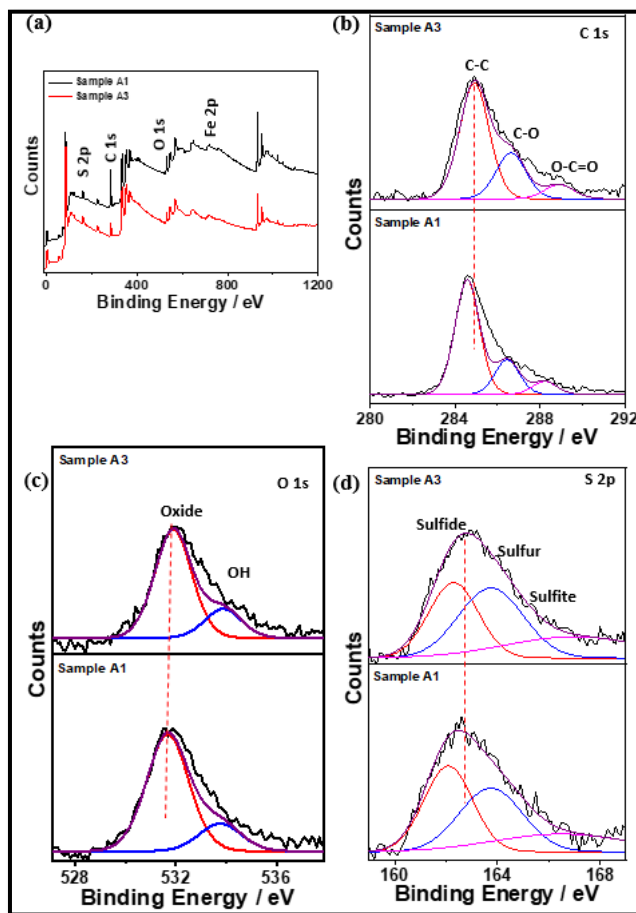 (a)
Sample A1
Sample A3
S 2p
C 1s
O 1s
Fe 2p
Counts
0 400 800 1200
Binding Energy / eV
(b)
Sample A3
C 1s
C-C
C-O
O-C=O
Sample A1
Counts
280 284 288 292
Binding Energy / eV
(c)
Sample A3
O 1s
Oxide
OH
Sample A1
Counts
528 532 536
Binding Energy / eV
(d)
Sample A3
S 2p
Sulfide
Sulfur
Sulfite
Sample A1
Counts
160 164 168
Binding Energy / eV